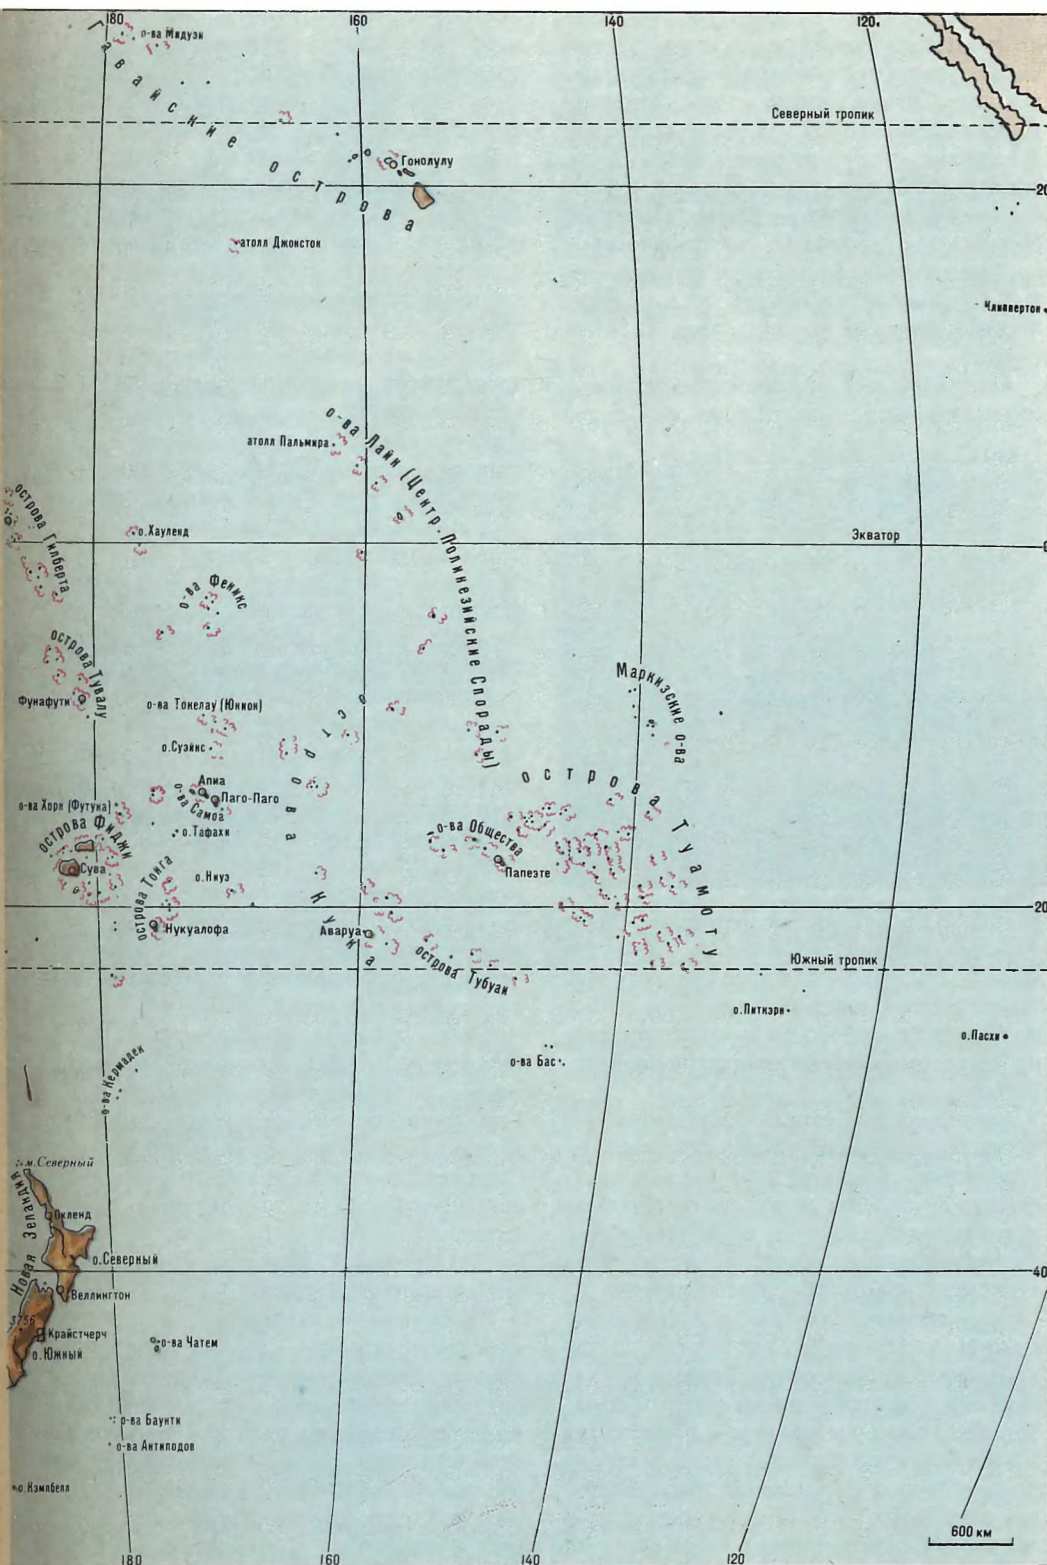 180
160
140
120
о-ва Мидуэй
Гавайские острова
Северный тропик
Гонолулу
20
атолл Джонстон
Клиппертон
о-ва Лайн (Центр. Полинезийские Спорады)
атолл Пальмира
острова Гилберта
о. Хауленд
Экватор
0
о-ва Феникс
острова Тувалу
Фунафути
Маркизские о-ва
о-ва Токелау (Юнион)
о. Суэйнс
острова Кука
Апиа
Паго-Паго
о-ва Самоа
острова Туамоту
о-ва Хорн (Футуна)
острова Фиджи
Сува
о. Тафахи
о-ва Общества
Папеэте
острова Тонга
о. Ниуэ
20
Нукуалофа
Аваруа
острова Тубуаи
Южный тропик
о. Питкэрн
о. Пасхи
о-ва Бас
о-ва Кермадек
м. Северный
Новая Зеландия
Окленд
о. Северный
40
Веллингтон
3756
Крайстчерч
о. Южный
о-ва Чатем
о-ва Баунти
о-ва Антиподов
о. Кэмпбелл
600 км
180
160
140
120